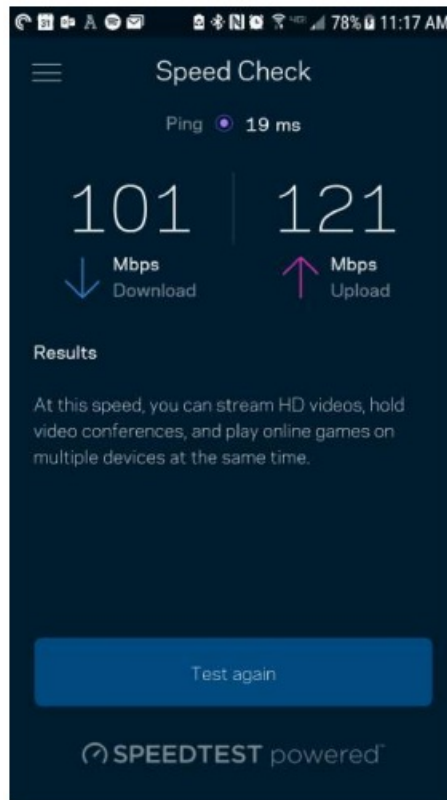 31 78% 11:17 AM
Speed Check
Ping 19 ms
101 121
Mbps Mbps
Download Upload
Results
At this speed, you can stream HD videos, hold
video conferences, and play online games on
multiple devices at the same time.
Test again
SPEEDTEST powered™